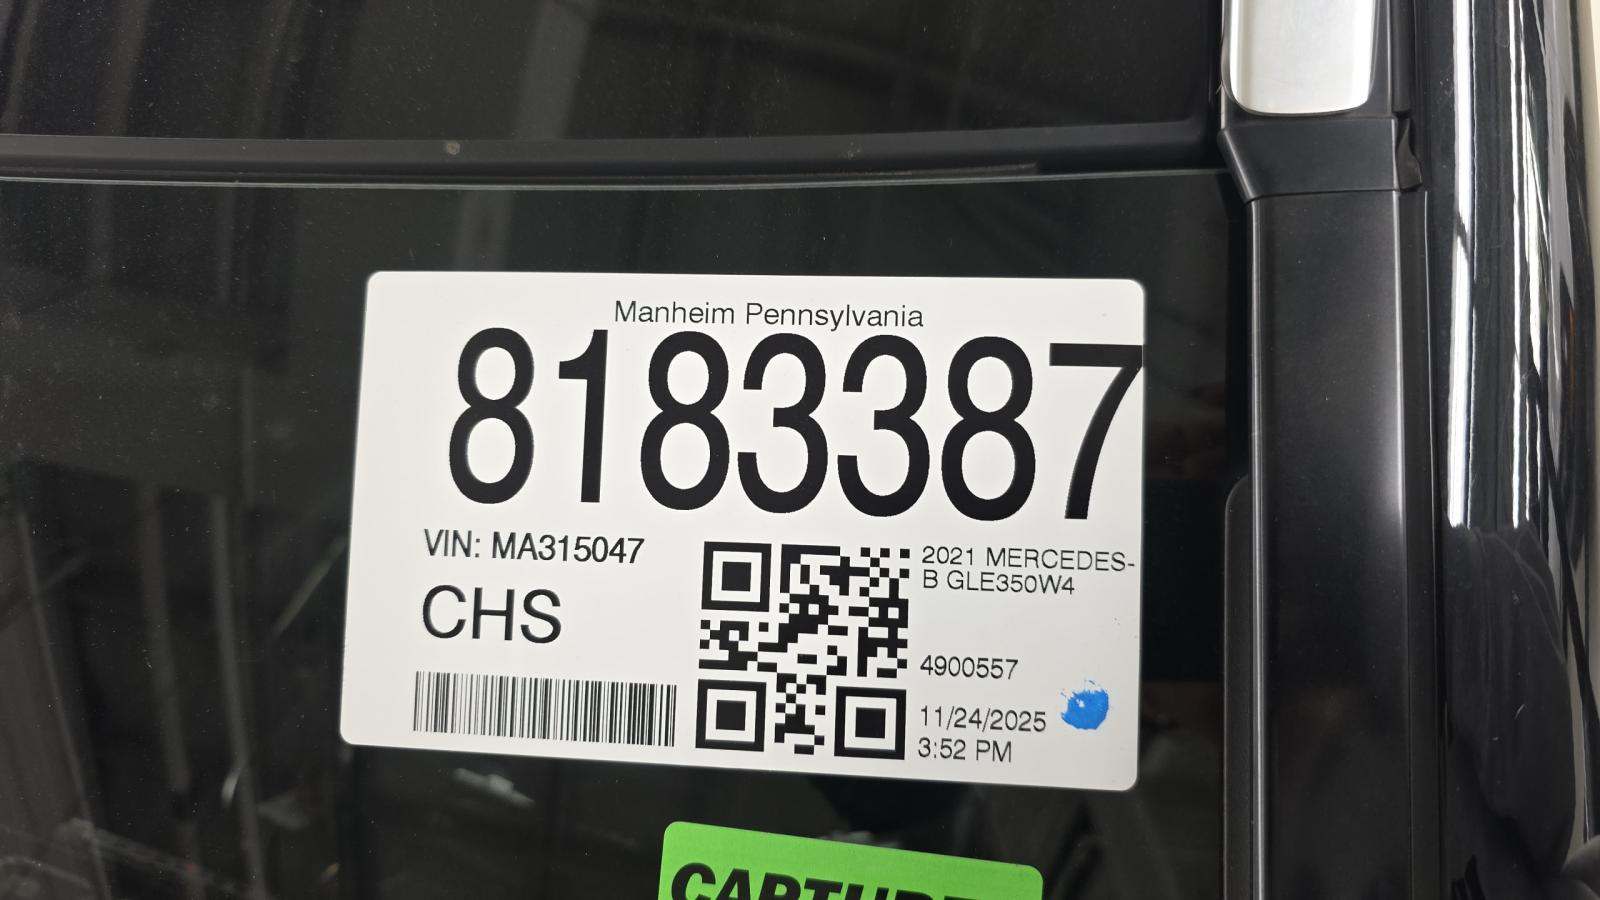 Manheim Pennsylvania
8183387
VIN: MA315047
CHS
2021 MERCEDES-
B GLE350W4
4900557
11/24/2025
3:52 PM